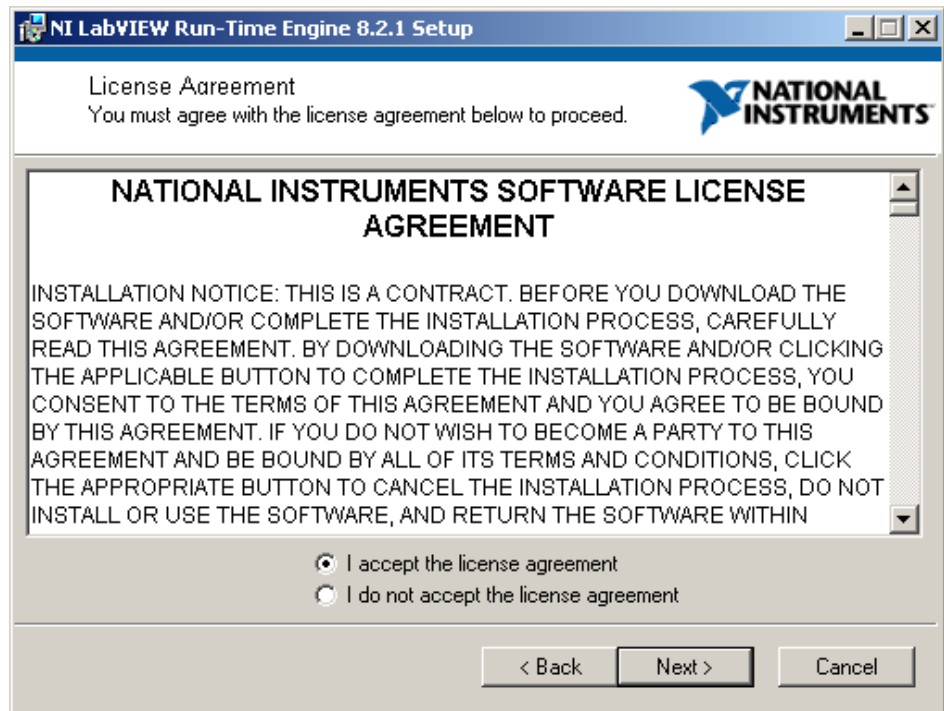 NI LabVIEW Run-Time Engine 8.2.1 Setup
License Agreement
You must agree with the license agreement below to proceed.
NATIONAL
INSTRUMENTS
NATIONAL INSTRUMENTS SOFTWARE LICENSE
AGREEMENT
INSTALLATION NOTICE: THIS IS A CONTRACT. BEFORE YOU DOWNLOAD THE
SOFTWARE AND/OR COMPLETE THE INSTALLATION PROCESS, CAREFULLY
READ THIS AGREEMENT. BY DOWNLOADING THE SOFTWARE AND/OR CLICKING
THE APPLICABLE BUTTON TO COMPLETE THE INSTALLATION PROCESS, YOU
CONSENT TO THE TERMS OF THIS AGREEMENT AND YOU AGREE TO BE BOUND
BY THIS AGREEMENT. IF YOU DO NOT WISH TO BECOME A PARTY TO THIS
AGREEMENT AND BE BOUND BY ALL OF ITS TERMS AND CONDITIONS, CLICK
THE APPROPRIATE BUTTON TO CANCEL THE INSTALLATION PROCESS, DO NOT
INSTALL OR USE THE SOFTWARE, AND RETURN THE SOFTWARE WITHIN
I accept the license agreement
I do not accept the license agreement
< Back
Next >
Cancel